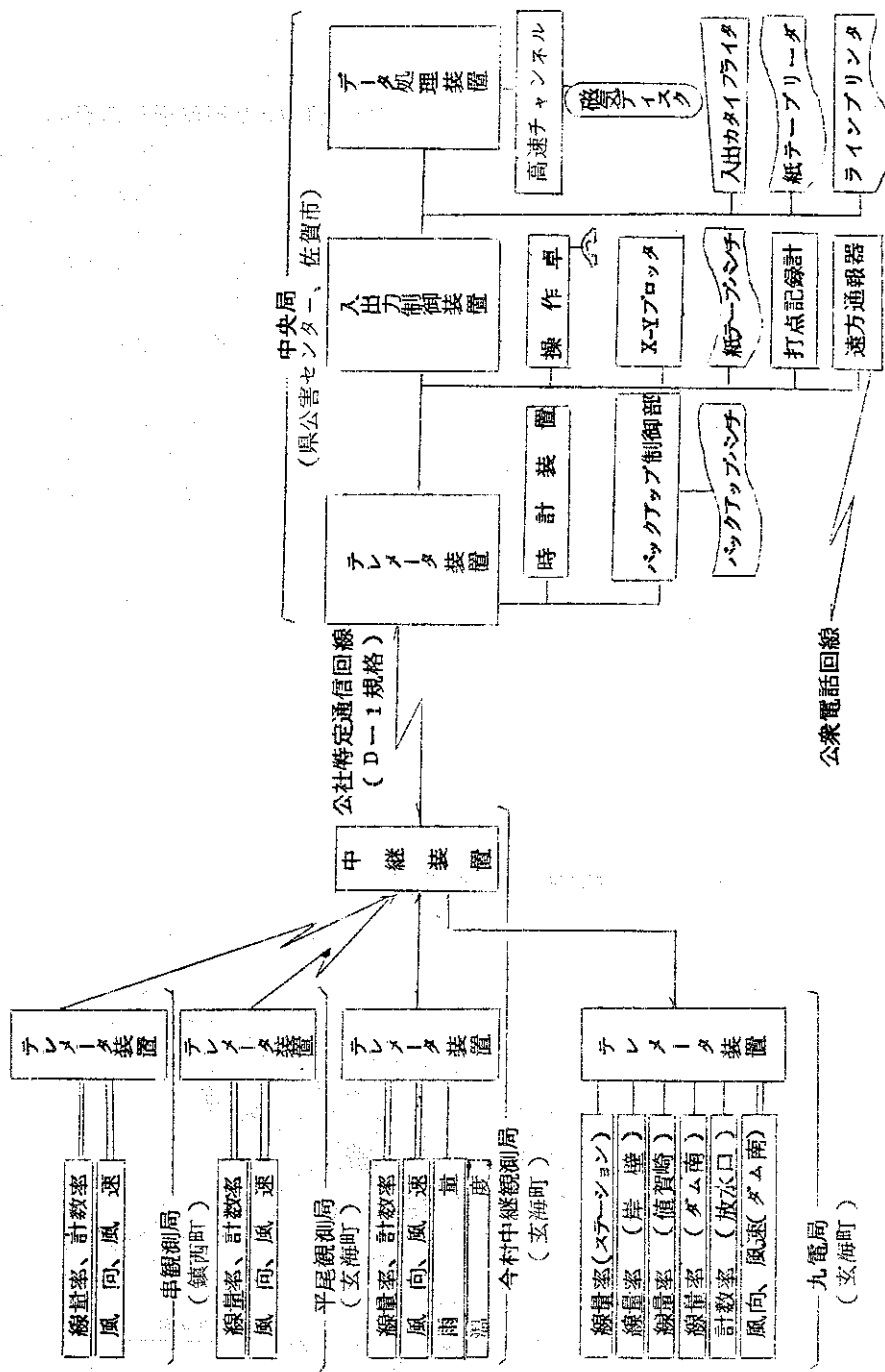 線量率、計数率
風向、風速
テレメータ装置
串観測局
(鎮西町)
線量率、計数率
風向、風速
テレメータ装置
平尾観測局
(玄海町)
線量率、計数率
風向、風速
雨量
温度
テレメータ装置
今村中継観測局
(玄海町)
線量率(ステーション)
線量率(岸壁)
線量率(値賀崎)
線量率(ダム南)
計数率(放水口)
風向、風速(ダム南)
テレメータ装置
九電局
(玄海町)
中継装置
公社特定通信回線
(D-1規格)
中央局
(県公害センター、佐賀市)
テレメータ装置
時計装置
バックアップ制御部
バックアップパンチ
入出力制御装置
操作卓
X-Yプロッタ
紙テープパンチ
打点記録計
遠方通報器
公衆電話回線
データ処理装置
高速チャンネル
磁気ディスク
入出力タイプライタ
紙テープリーダ
ラインプリンタ